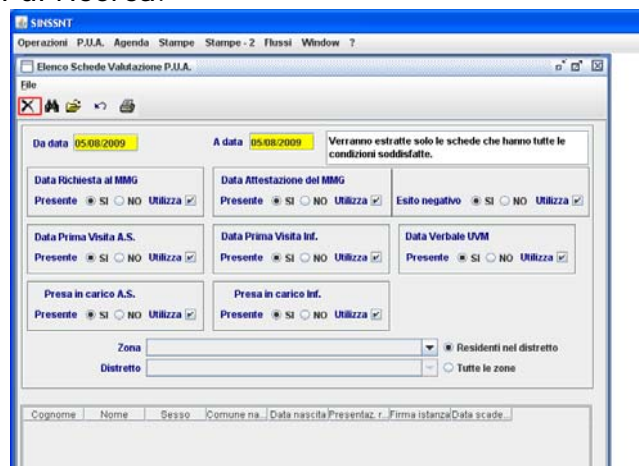 SINSSNT
Operazioni P.U.A. Agenda Stampe Stampe - 2 Flussi Window ?
Elenco Schede Valutazione P.U.A.
File
Da data 05/08/2009 A data 05/08/2009 Verranno estratte solo le schede che hanno tutte le
condizioni soddisfatte.
Data Richiesta al MMG Data Attestazione del MMG
Presente SI NO Utilizza Presente SI NO Utilizza Esito negativo SI NO Utilizza
Data Prima Visita A.S. Data Prima Visita Inf. Data Verbale UVM
Presente SI NO Utilizza Presente SI NO Utilizza Presente SI NO Utilizza
Presa in carico A.S. Presa in carico Inf.
Presente SI NO Utilizza Presente SI NO Utilizza
Zona Residenti nel distretto
Distretto Tutte le zone
Cognome Nome Sesso Comune na... Data nascita Presentaz. r... Firma istanza Data scade...